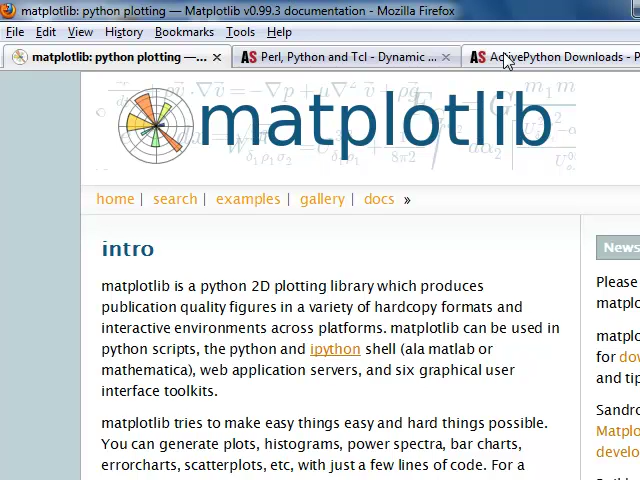 matplotlib: python plotting — Matplotlib v0.99.3 documentation - Mozilla Firefox
File Edit View History Bookmarks Tools Help
matplotlib: python plotting —... × AS Perl, Python and Tcl - Dynamic ... × AS ActivePython Downloads - P
matplotlib
home | search | examples | gallery | docs »
intro
matplotlib is a python 2D plotting library which produces
publication quality figures in a variety of hardcopy formats and
interactive environments across platforms. matplotlib can be used in
python scripts, the python and ipython shell (ala matlab or
mathematica), web application servers, and six graphical user
interface toolkits.
matplotlib tries to make easy things easy and hard things possible.
You can generate plots, histograms, power spectra, bar charts,
errorcharts, scatterplots, etc, with just a few lines of code. For a
News
Please
matplo
matplo
for dov
and tip
Sandro
Matplo
develo